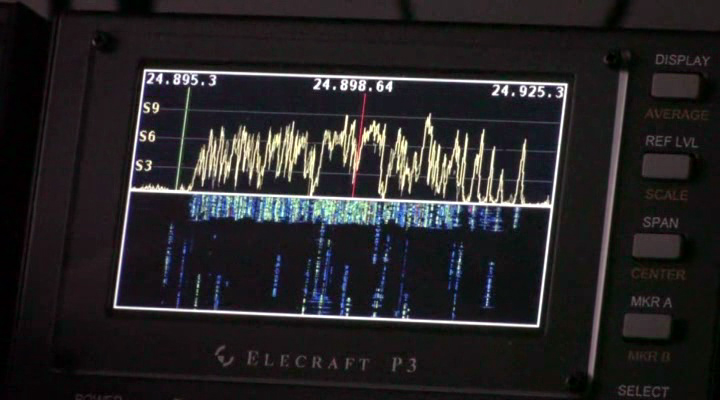 24.895.3 24.898.64 24.925.3
S9
S6
S3
ELECRAFT P3
DISPLAY
AVERAGE
REF LVL
SCALE
SPAN
CENTER
MKR A
MKR B
SELECT
POWER